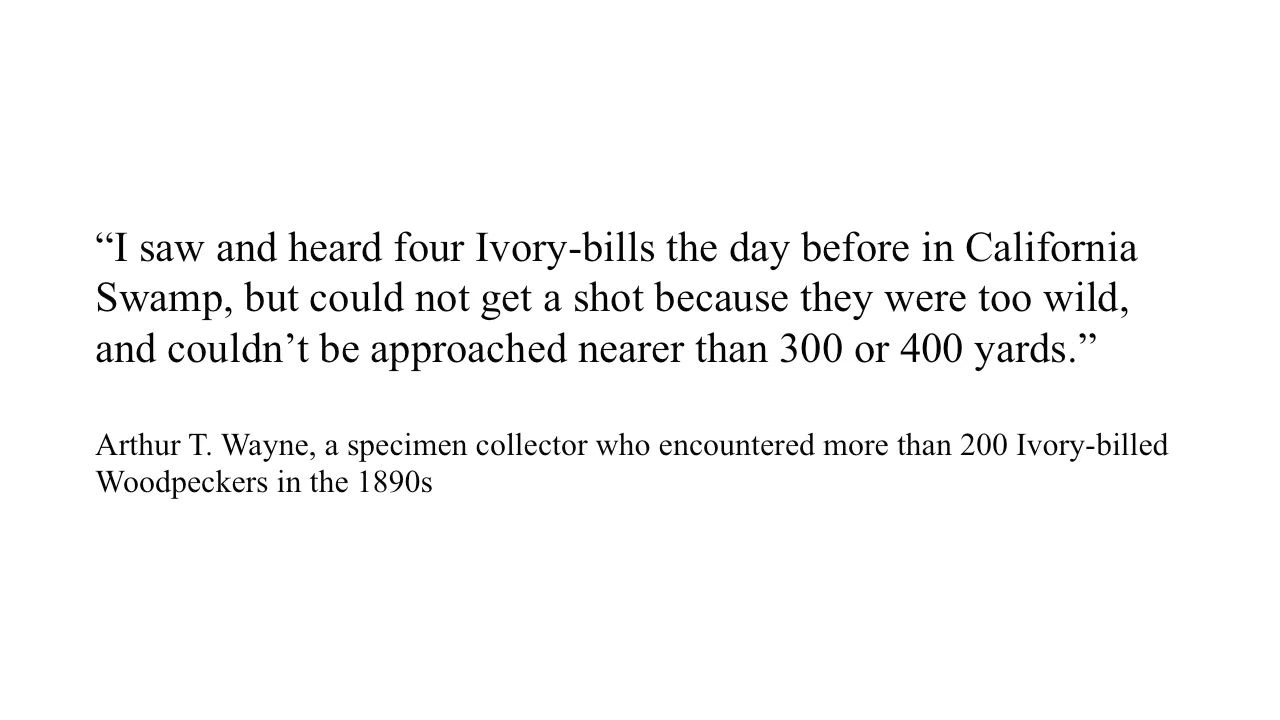 “I saw and heard four Ivory-bills the day before in California
Swamp, but could not get a shot because they were too wild,
and couldn’t be approached nearer than 300 or 400 yards.”
Arthur T. Wayne, a specimen collector who encountered more than 200 Ivory-billed
Woodpeckers in the 1890s